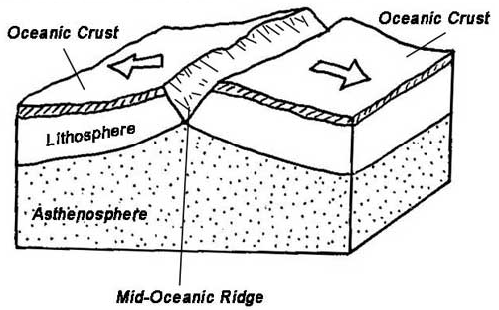 Oceanic Crust
Oceanic Crust
Lithosphere
Asthenosphere
Mid-Oceanic Ridge